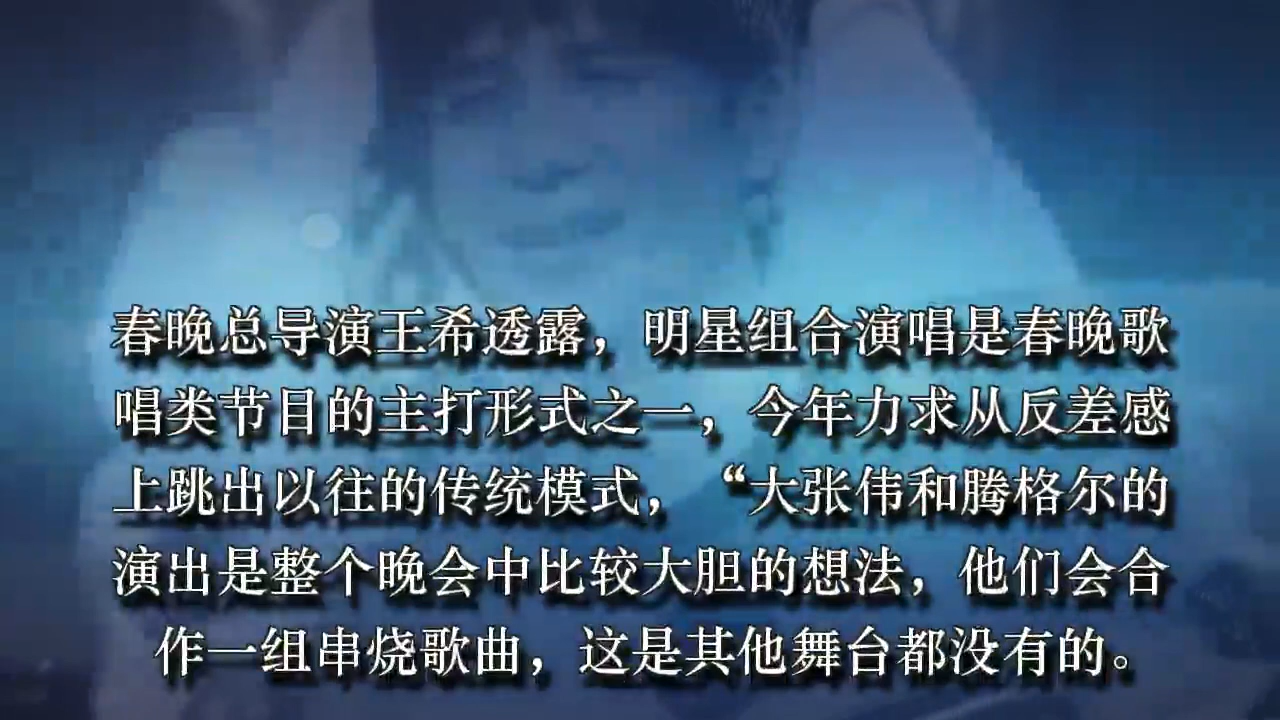 春晚总导演王希透露，明星组合演唱是春晚歌
唱类节目的主打形式之一，今年力求从反差感
上跳出以往的传统模式，“大张伟和腾格尔的
演出是整个晚会中比较大胆的想法，他们会合
作一组串烧歌曲，这是其他舞台都没有的。